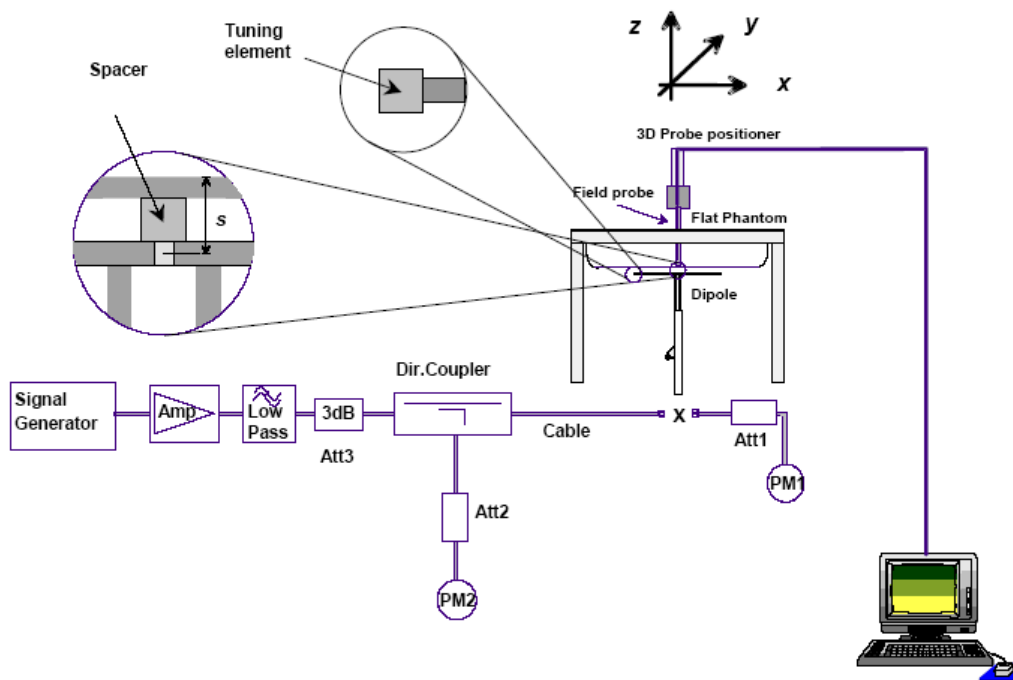 Tuning
element
Spacer
s
z
y
x
3D Probe positioner
Field probe
Flat Phantom
Dipole
Dir.Coupler
Signal
Generator
Amp
Low
Pass
3dB
Att3
Cable
X
Att1
PM1
Att2
PM2